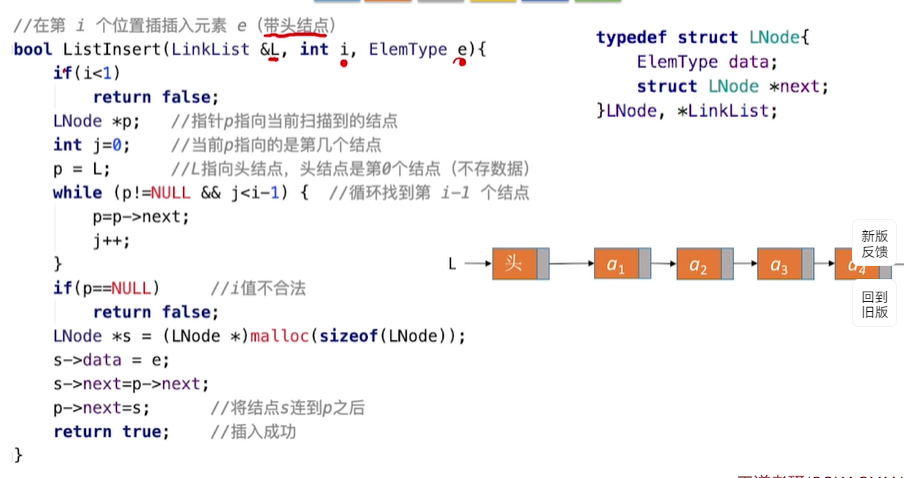 //在第 i 个位置插插入元素 e（带头结点）
bool ListInsert(LinkList &L, int i, ElemType e){
if(i<1)
return false;
LNode *p; //指针p指向当前扫描到的结点
int j=0; //当前p指向的是第几个结点
p = L; //L指向头结点，头结点是第0个结点（不存数据）
while (p!=NULL && j<i-1) { //循环找到第 i-1 个结点
p=p->next;
j++;
}
if(p==NULL) //i值不合法
return false;
LNode *s = (LNode *)malloc(sizeof(LNode));
s->data = e;
s->next=p->next;
p->next=s; //将结点s连到p之后
return true; //插入成功
}
typedef struct LNode{
ElemType data;
struct LNode *next;
}LNode, *LinkList;
L
头
a1
a2
a3
a4
新版
反馈
回到
旧版